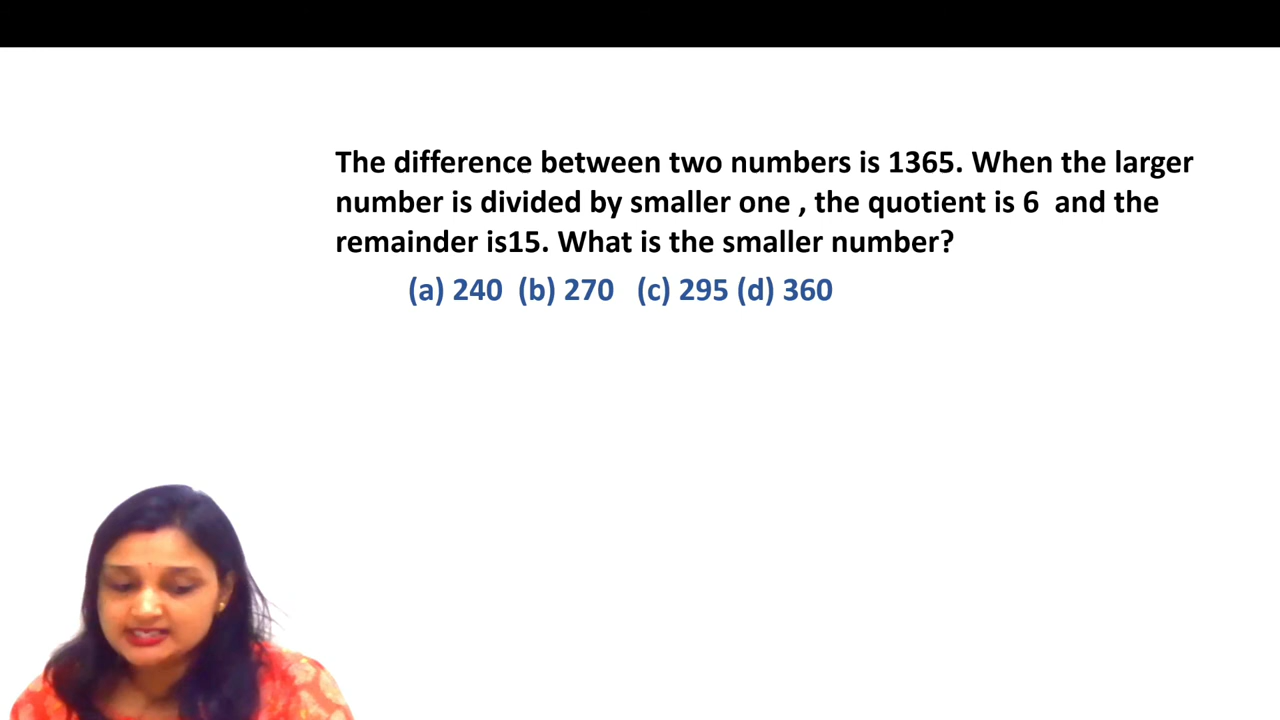 The difference between two numbers is 1365. When the larger
number is divided by smaller one , the quotient is 6  and the
remainder is15. What is the smaller number?
(a) 240  (b) 270   (c) 295 (d) 360